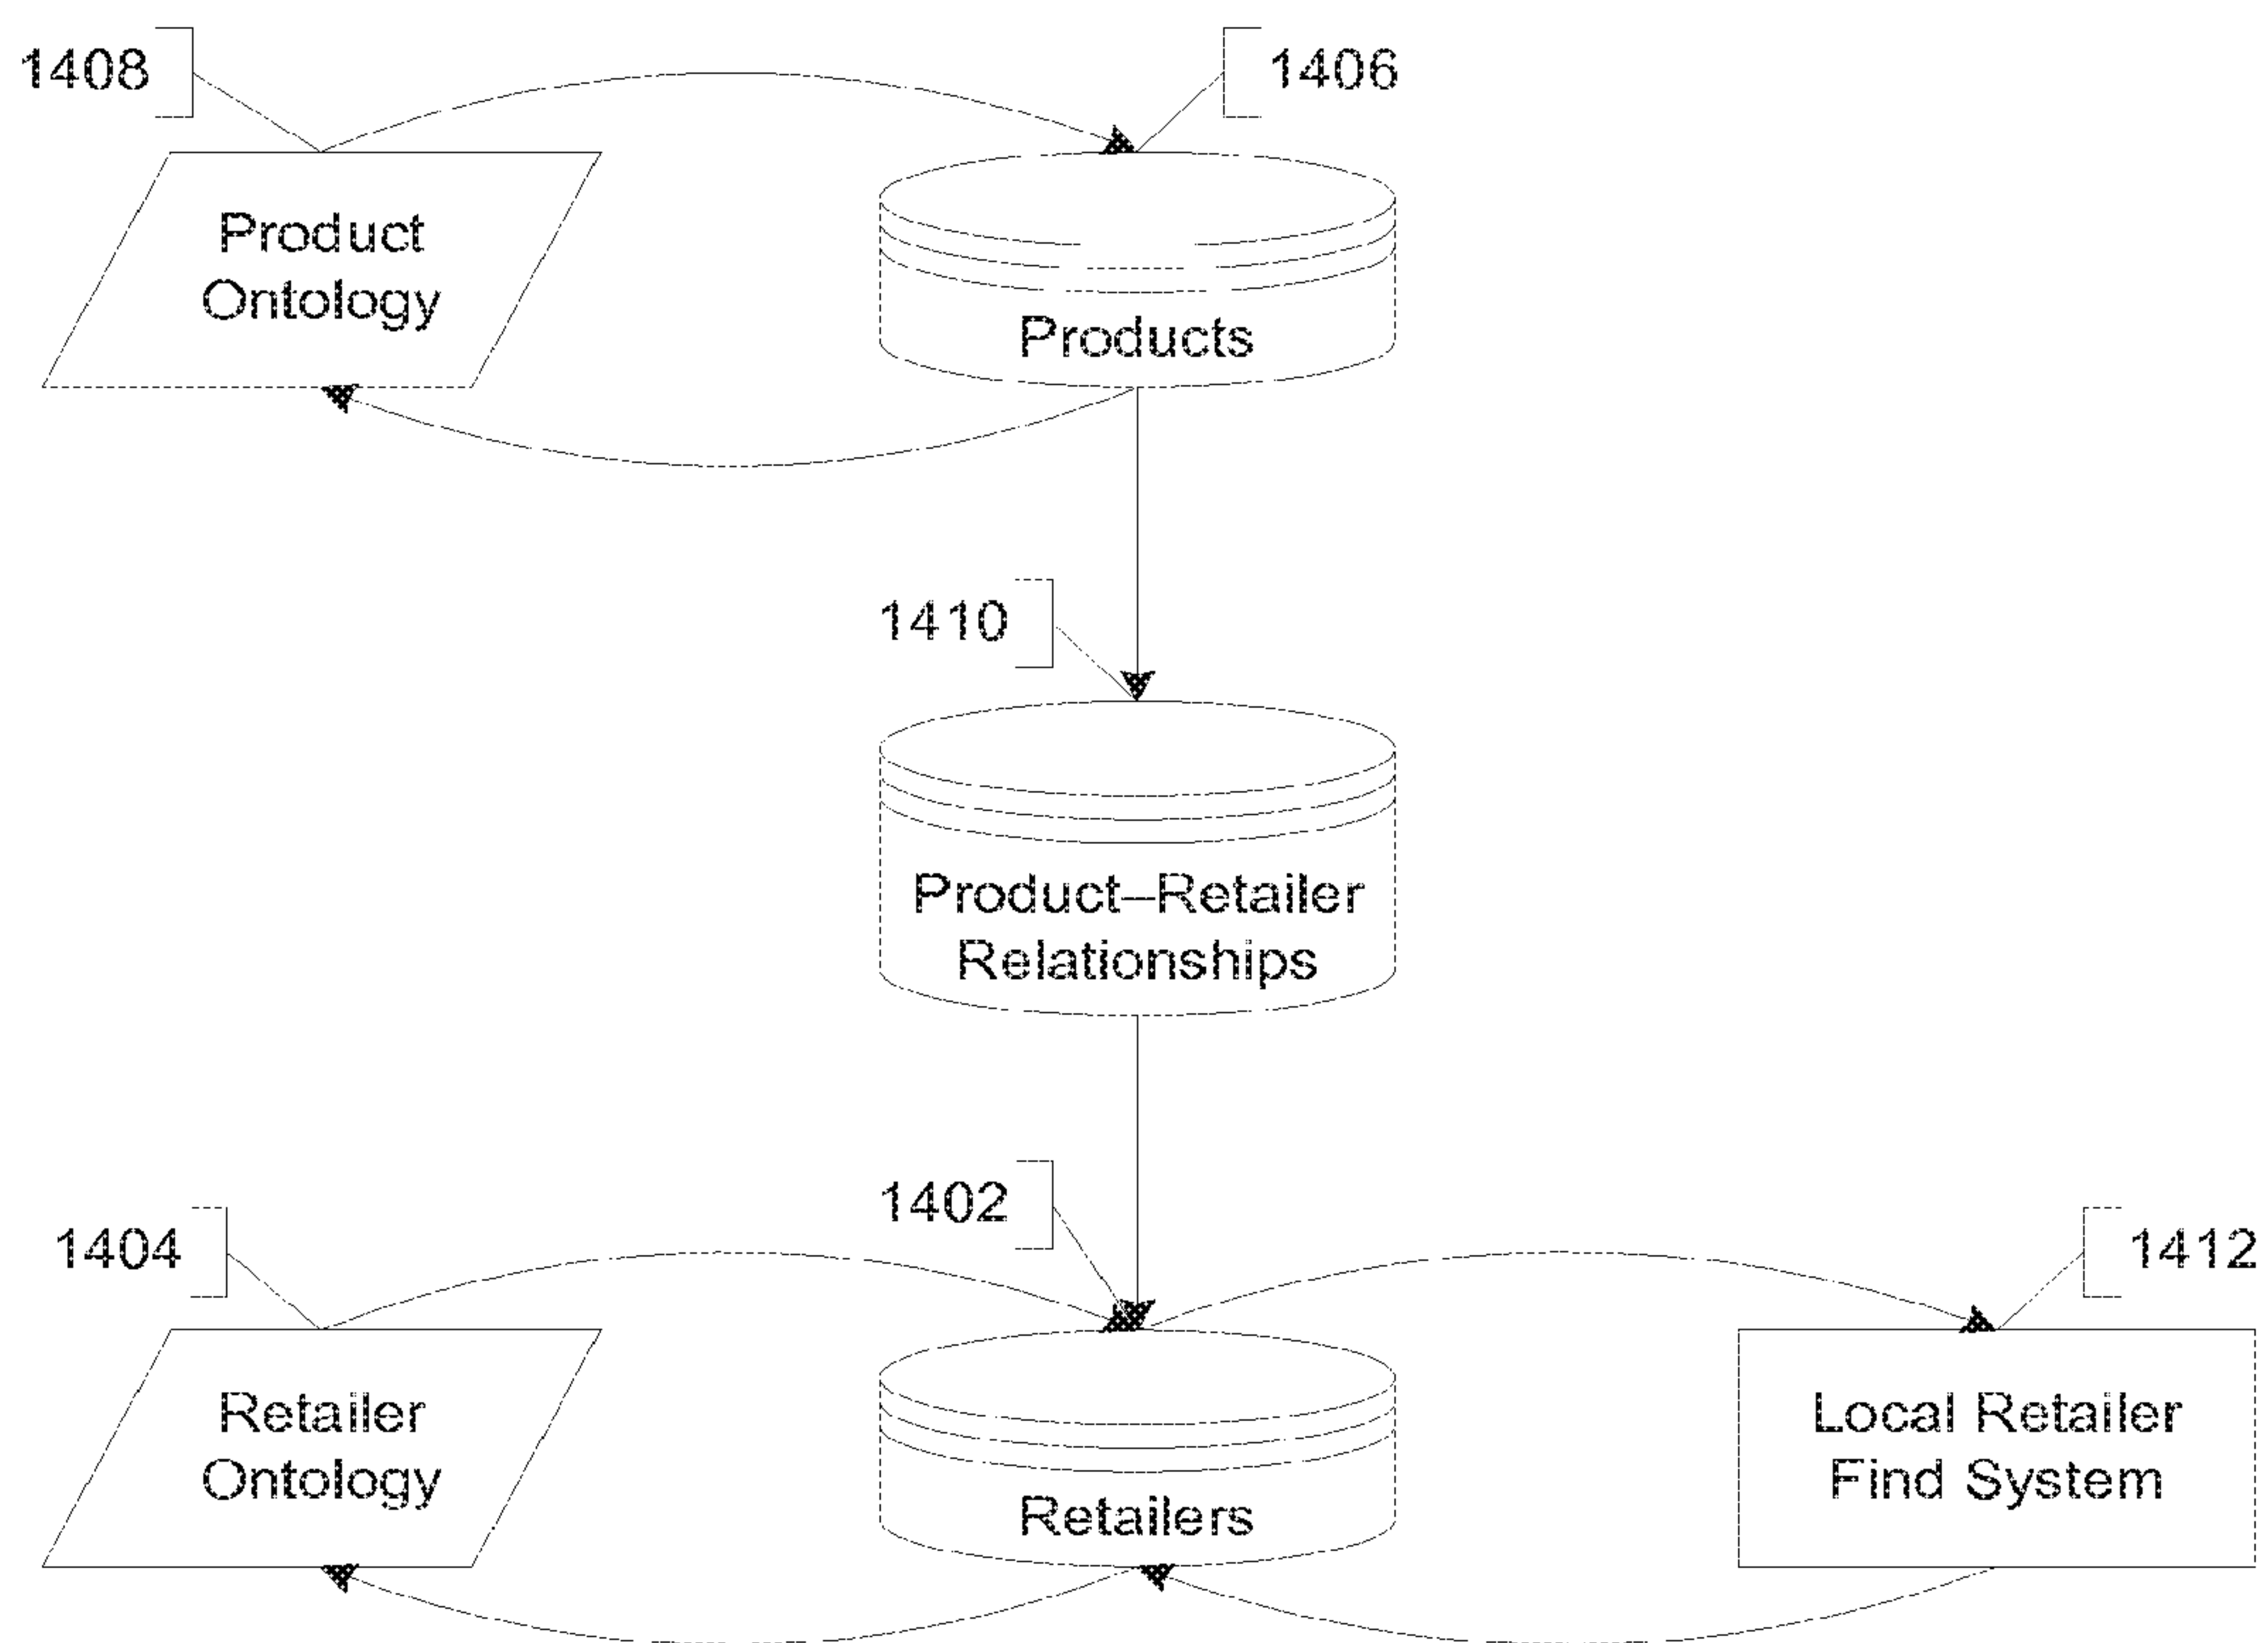 1408
1406
Product
Ontology
Products
1410
Product–Retailer
Relationships
1402
1404
1412
Retailer
Ontology
Retailers
Local Retailer
Find System